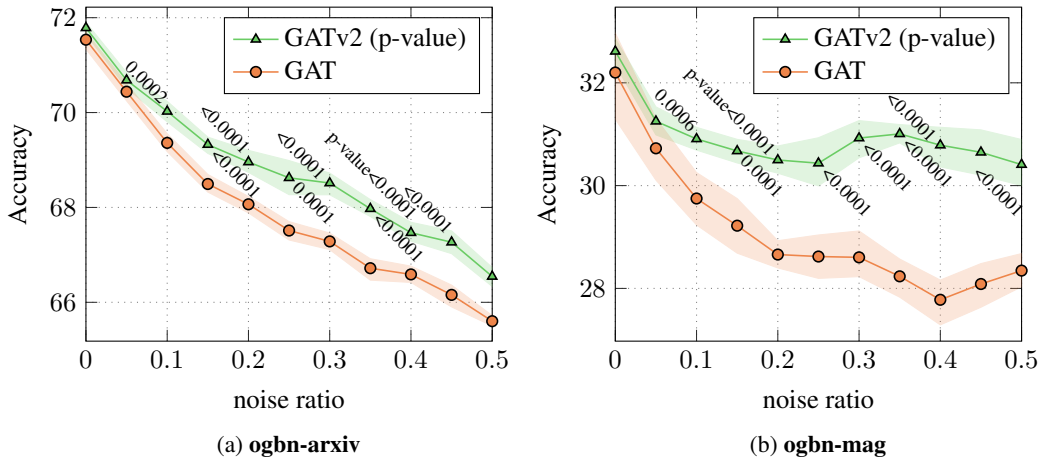 72
70
68
66
Accuracy
GATv2 (p-value)
GAT
0.0002
<0.0001
<0.0001
<0.0001
0.0001
p-value<0.0001
<0.0001
<0.0001
0
0.1
0.2
0.3
0.4
0.5
noise ratio
(a) ogbn-arxiv
32
30
28
Accuracy
GATv2 (p-value)
GAT
0.0006
0.0001
p-value<0.0001
<0.0001
<0.0001
<0.0001
<0.0001
<0.0001
0
0.1
0.2
0.3
0.4
0.5
noise ratio
(b) ogbn-mag